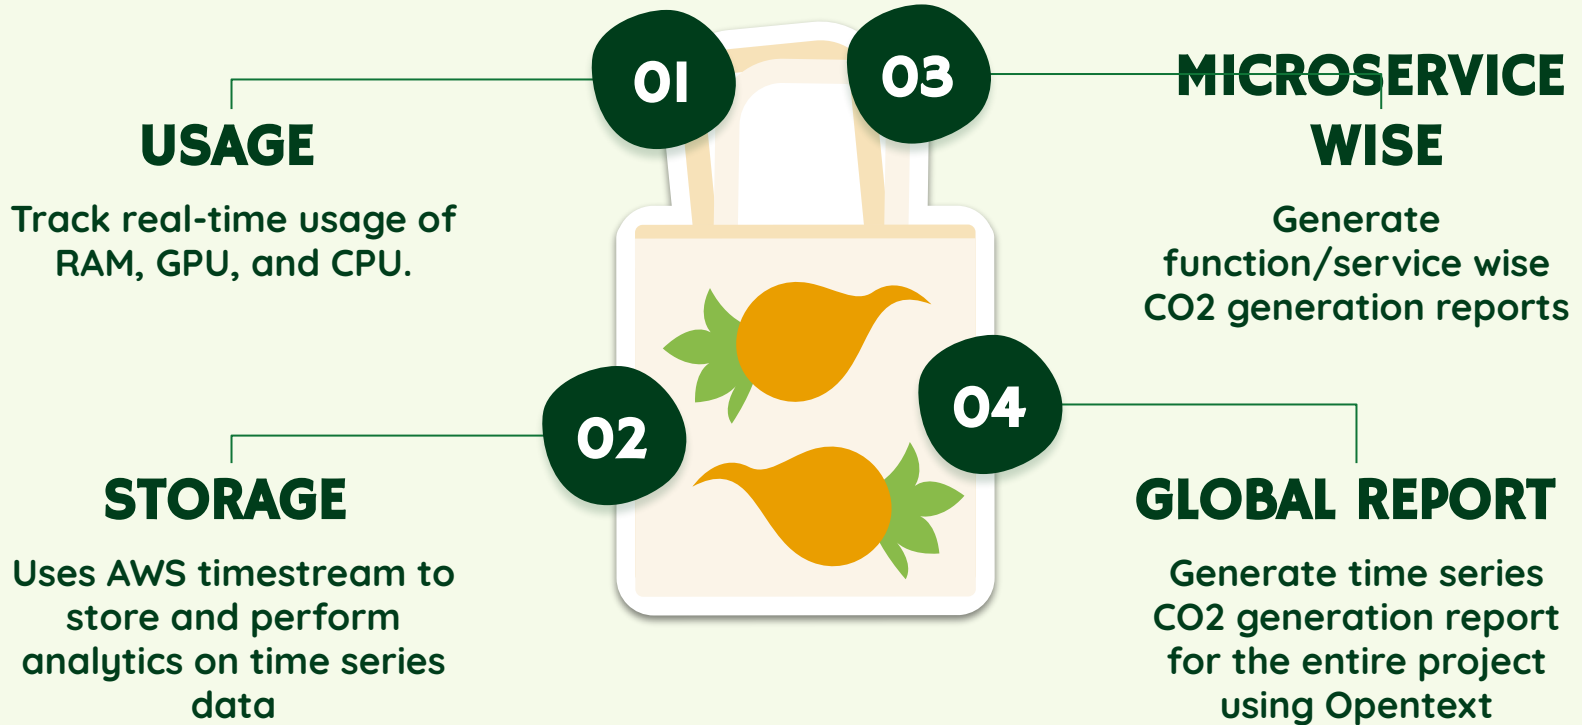 01
USAGE
Track real-time usage of
RAM, GPU, and CPU.
02
STORAGE
Uses AWS timestream to
store and perform
analytics on time series
data
03
MICROSERVICE
WISE
Generate
function/service wise
CO2 generation reports
04
GLOBAL REPORT
Generate time series
CO2 generation report
for the entire project
using Opentext